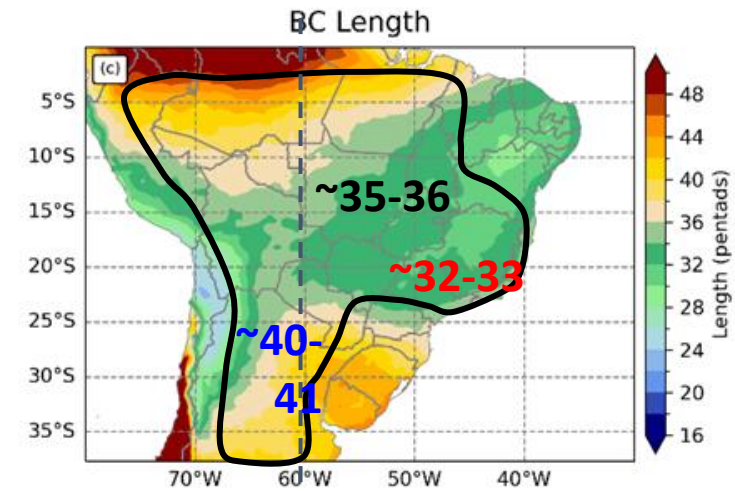 BC Length
(c)
5°S
10°S
15°S
20°S
25°S
30°S
35°S
~35-36
~32-33
~40-
41
70°W
60°W
50°W
40°W
48
44
40
36
32
28
24
20
16
Length (pentads)